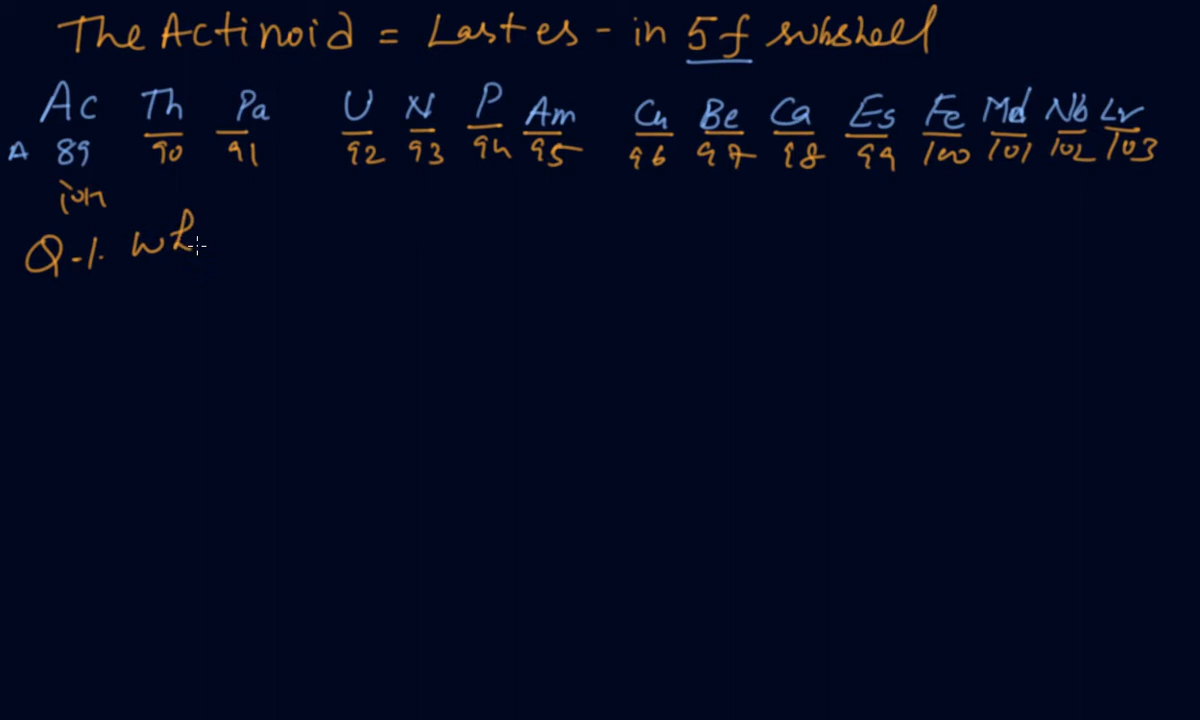 The Actinoid = Last es - in 5f subshell
Ac Th Pa U N P Am Cu Be Ca Es Fe Md Nb Lr
A 89 90 91 92 93 94 95 96 97 98 99 100 101 102 103
ion
Q-1. wh